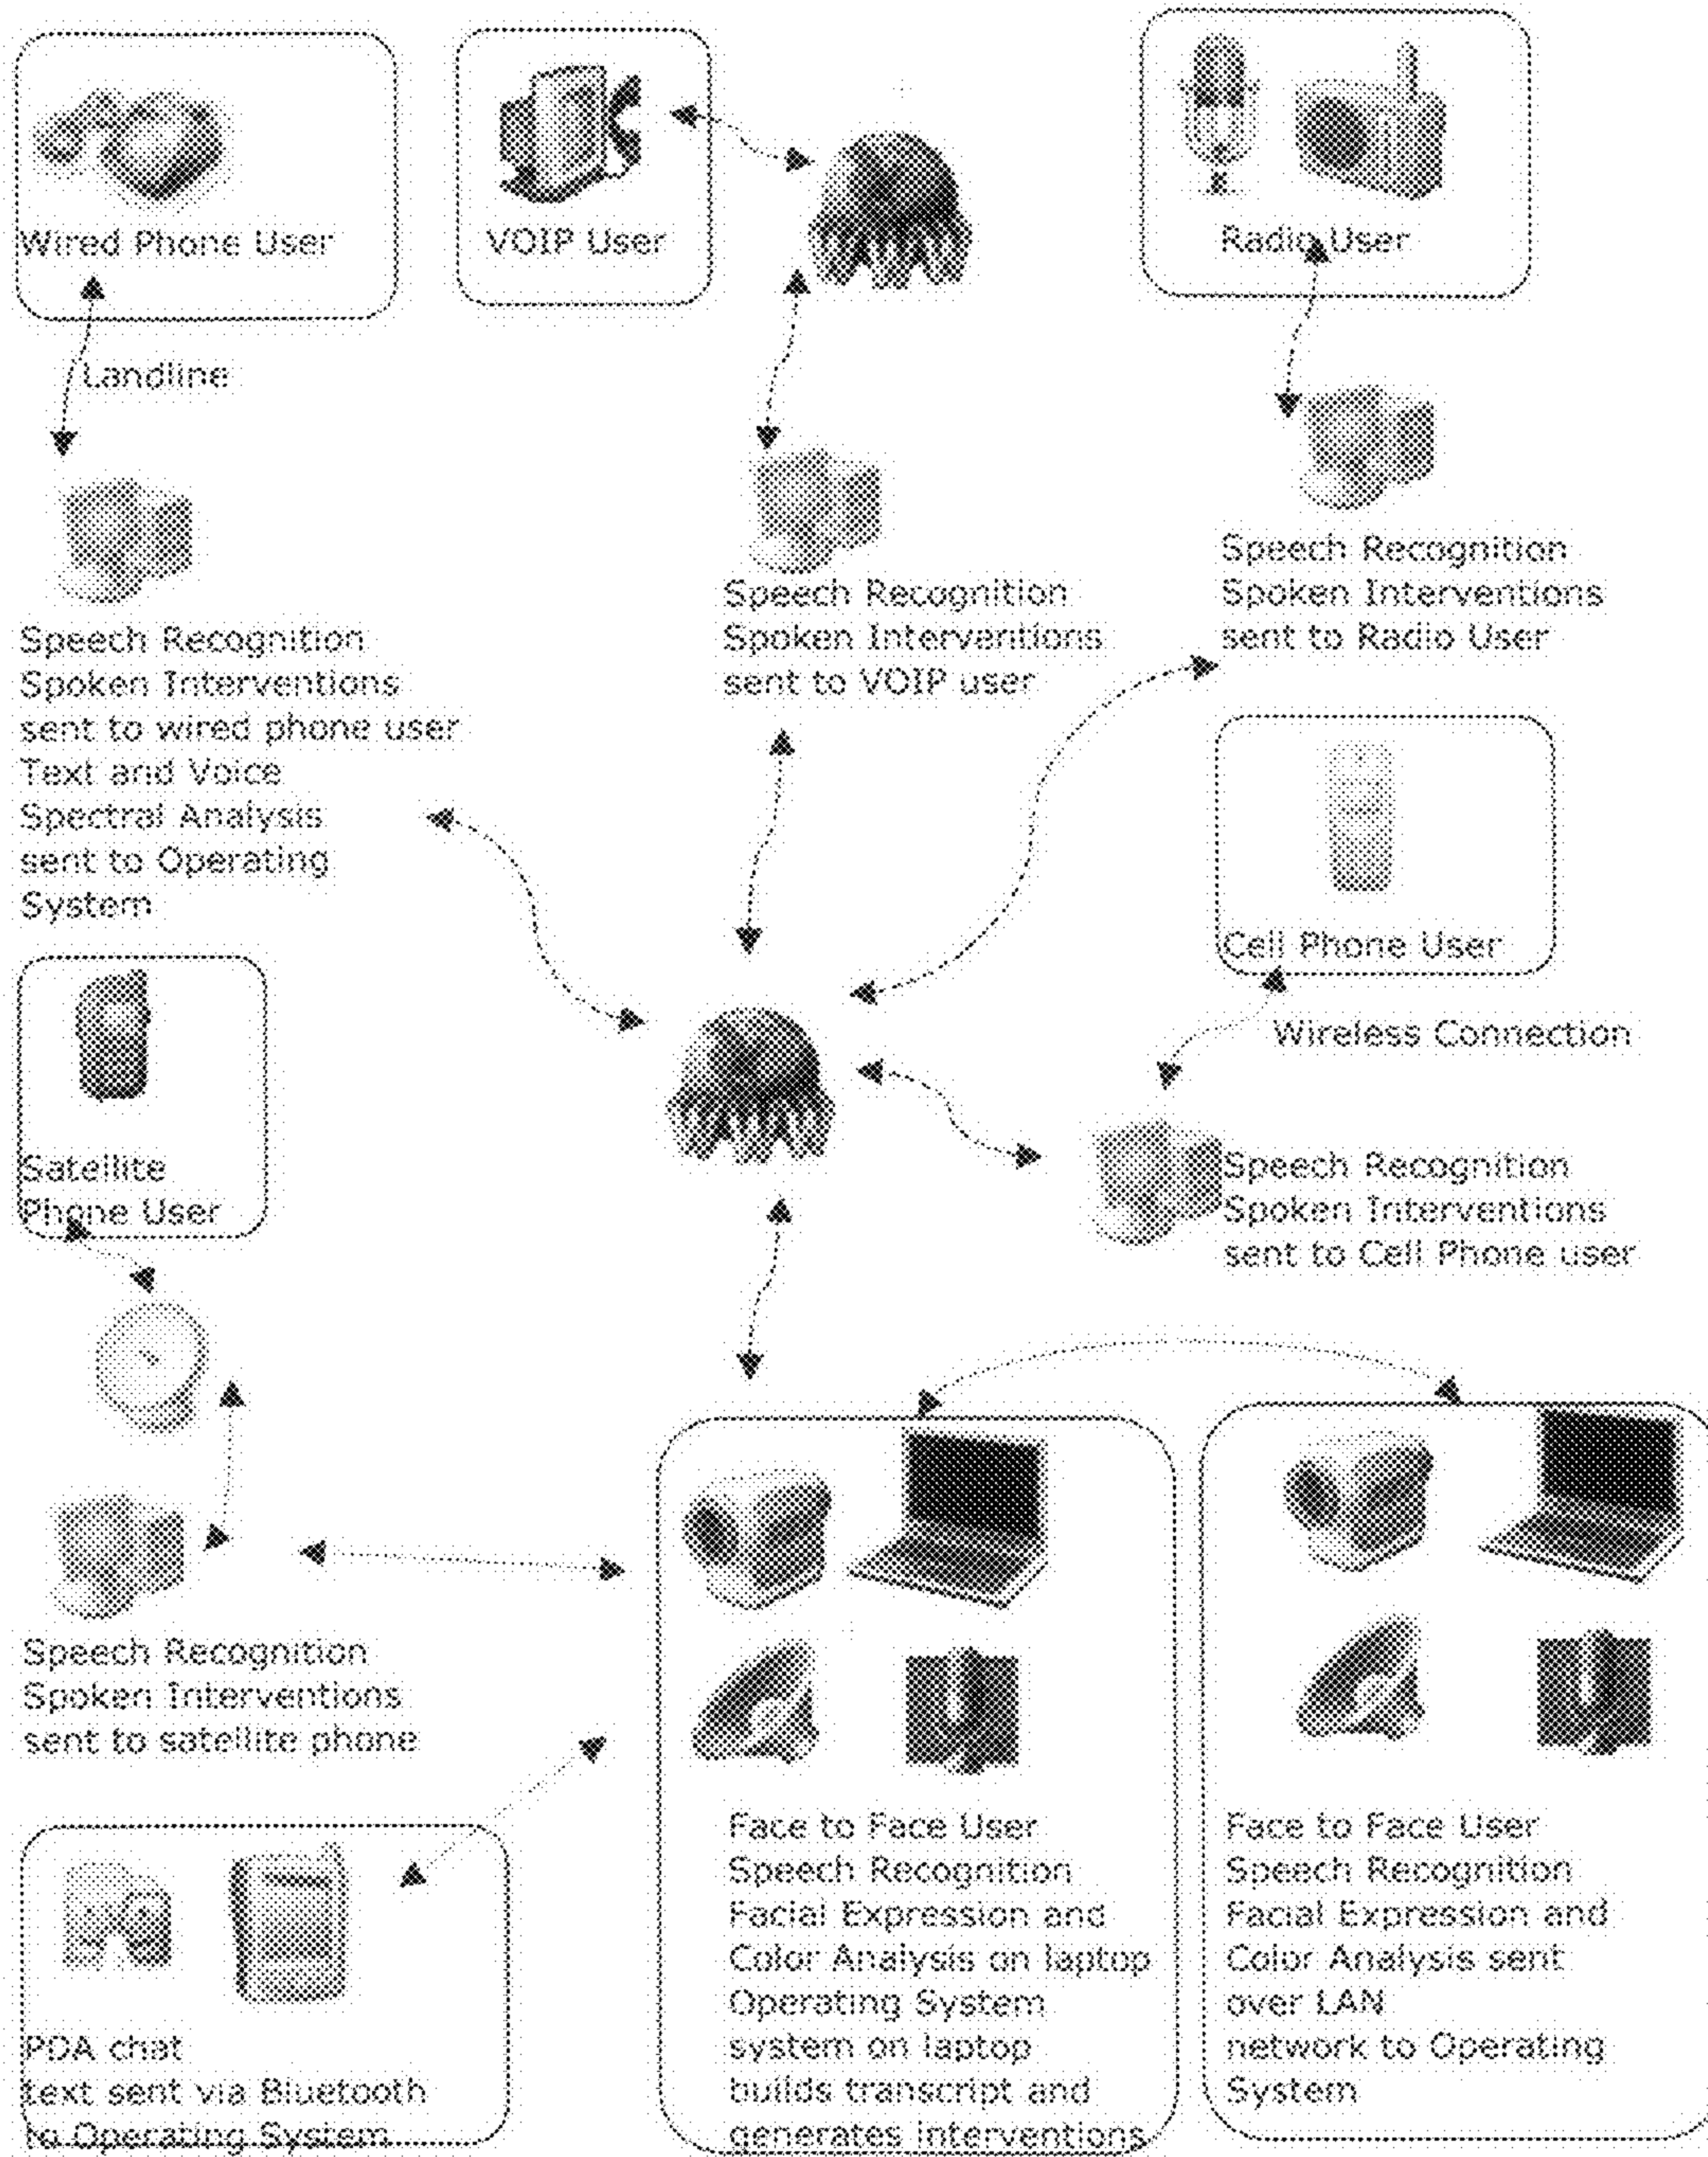 Wired Phone User
VOIP User
Radio User
Landline
Speech Recognition
Spoken Interventions
sent to wired phone user
Text and Voice
Spectral Analysis
sent to Operating
System
Speech Recognition
Spoken Interventions
sent to VOIP user
Speech Recognition
Spoken Interventions
sent to Radio User
Cell Phone User
Wireless Connection
Speech Recognition
Spoken Interventions
sent to Cell Phone user
Satellite
Phone User
Speech Recognition
Spoken Interventions
sent to satellite phone
PDA chat
text sent via Bluetooth
to Operating System
Face to Face User
Speech Recognition
Facial Expression and
Color Analysis on laptop
Operating System
system on laptop
builds transcript and
generates interventions
Face to Face User
Speech Recognition
Facial Expression and
Color Analysis sent
over LAN
network to Operating
System